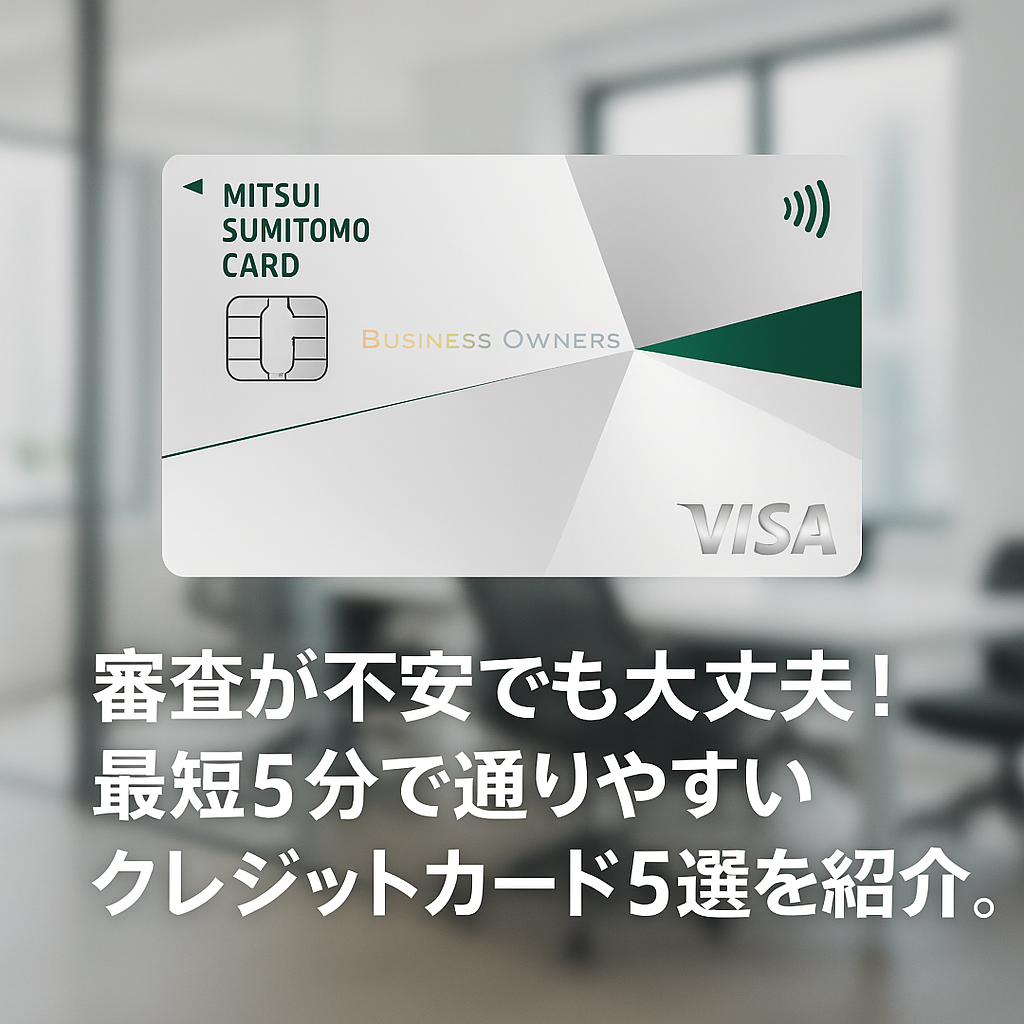 MITSUI
SUMITOMO
CARD
BUSINESS OWNERS
VISA
審査が不安でも大丈夫！
最短5分で通りやすい
クレジットカード5選を紹介。